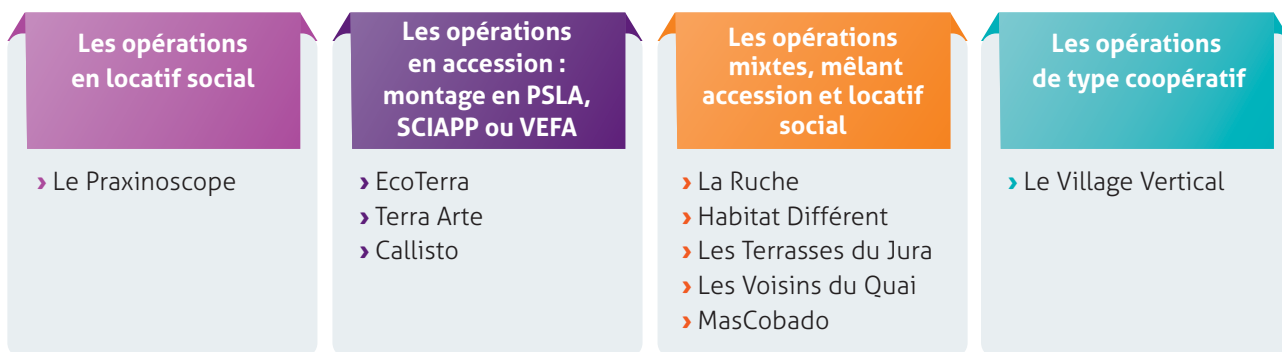 Les opérations
en locatif social
› Le Praxinoscope
Les opérations
en accession :
montage en PSLA,
SCIAPP ou VEFA
› EcoTerra
› Terra Arte
› Callisto
Les opérations
mixtes, mêlant
accession et locatif
social
› La Ruche
› Habitat Différent
› Les Terrasses du Jura
› Les Voisins du Quai
› MasCobado
Les opérations
de type coopératif
› Le Village Vertical